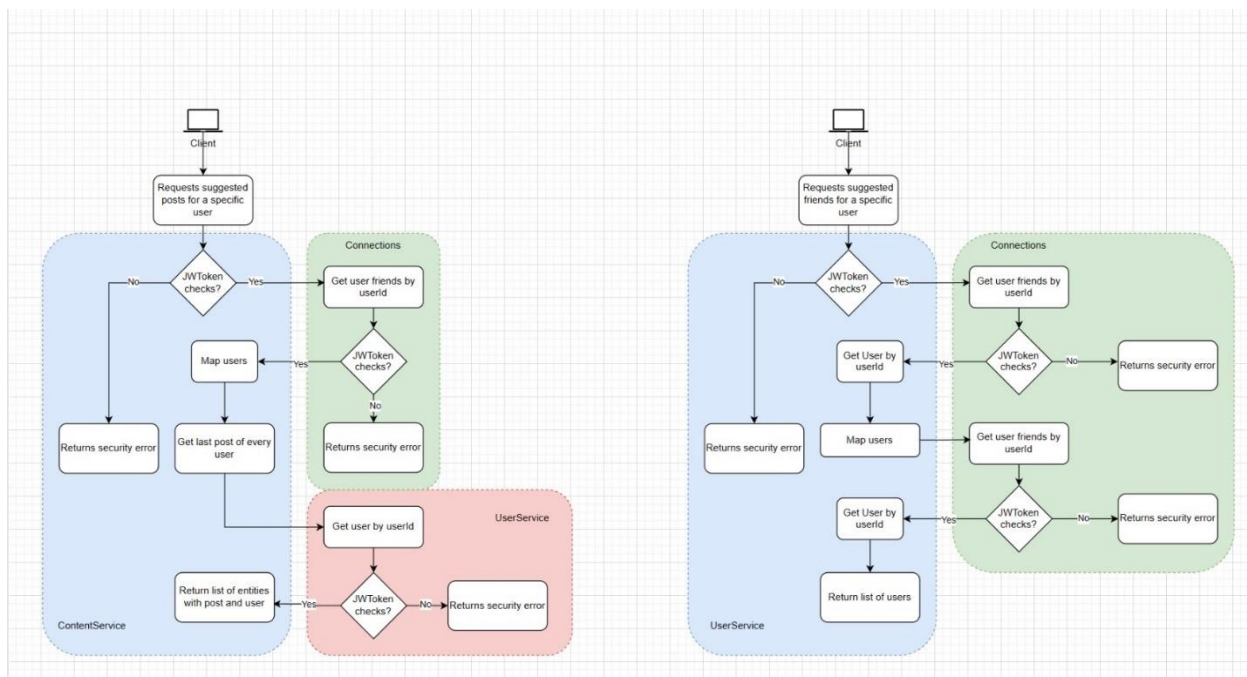 Client
Requests suggested
posts for a specific
user
JWToken
checks?
No
Yes
Connections
Get user friends by
userId
JWToken
checks?
Yes
No
Map users
Returns security error
Get last post of every
user
Returns security error
UserService
Get user by userId
JWToken
checks?
Yes
No
Returns security error
Return list of entities
with post and user
ContentService
Client
Requests suggested
friends for a specific
user
JWToken
checks?
No
Yes
Connections
Get user friends by
userId
JWToken
checks?
Yes
No
Returns security error
Get User by
userId
Map users
Returns security error
Get user friends by
userId
JWToken
checks?
Yes
No
Returns security error
Get User by
userId
Return list of users
UserService